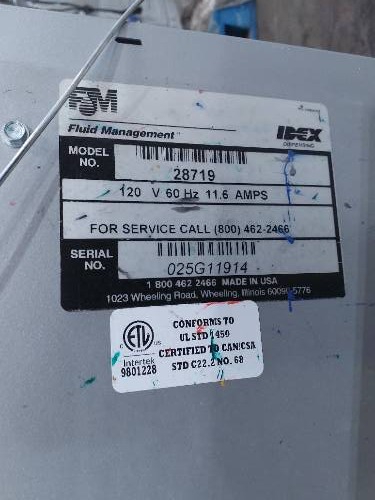 FM
Fluid Management
IDEX
DISPENSING
MODEL
NO.
28719
120 V 60 Hz 11.6 AMPS
FOR SERVICE CALL (800) 462-2466
SERIAL
NO.
025G11914
1 800 462 2466 MADE IN USA
1023 Wheeling Road, Wheeling, Illinois 60090-5776
CONFORMS TO
UL STD 1450
CERTIFIED TO CAN/CSA
STD C22.2 NO. 68
C ETL US
Intertek
9801228